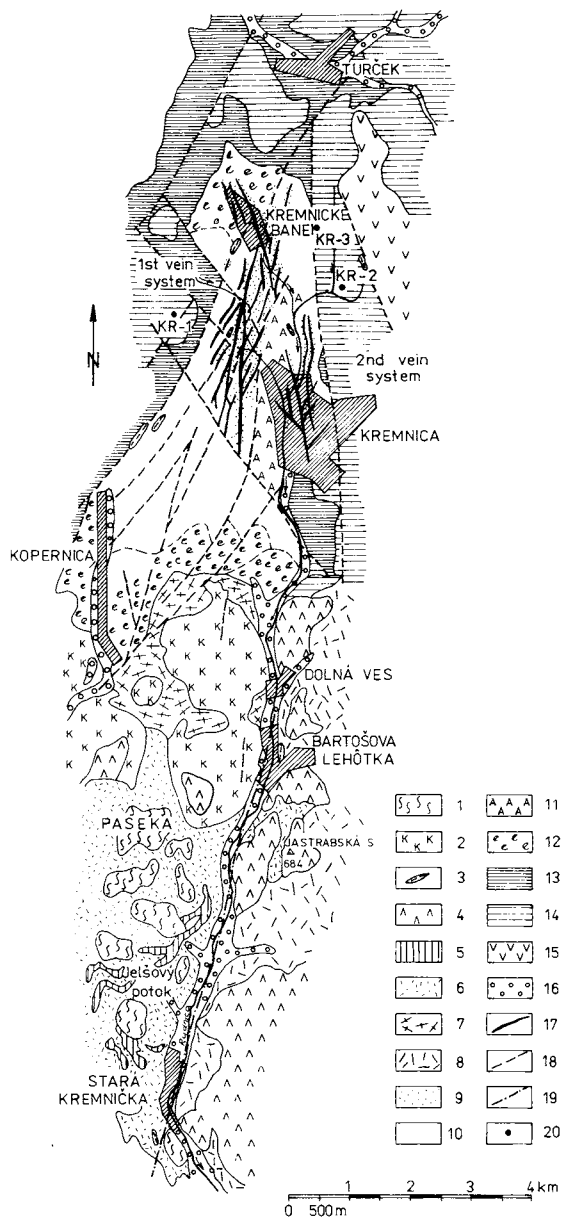 TURČEK
KREMNICKÉ
BANE
KR-3
1st vein
system
KR-2
KR-1
N
2nd vein
system
KREMNICA
KOPERNICA
DOLNÁ VES
BARTOŠOVA
LEHÔTKA
PASEKA
JASTRABSKÁ S
684
Jelšový
potok
STARÁ
KREMNIČKA
1
2
3
4
5
6
7
8
9
10
11
12
13
14
15
16
17
18
19
20
1 2 3 4 km
0 500m